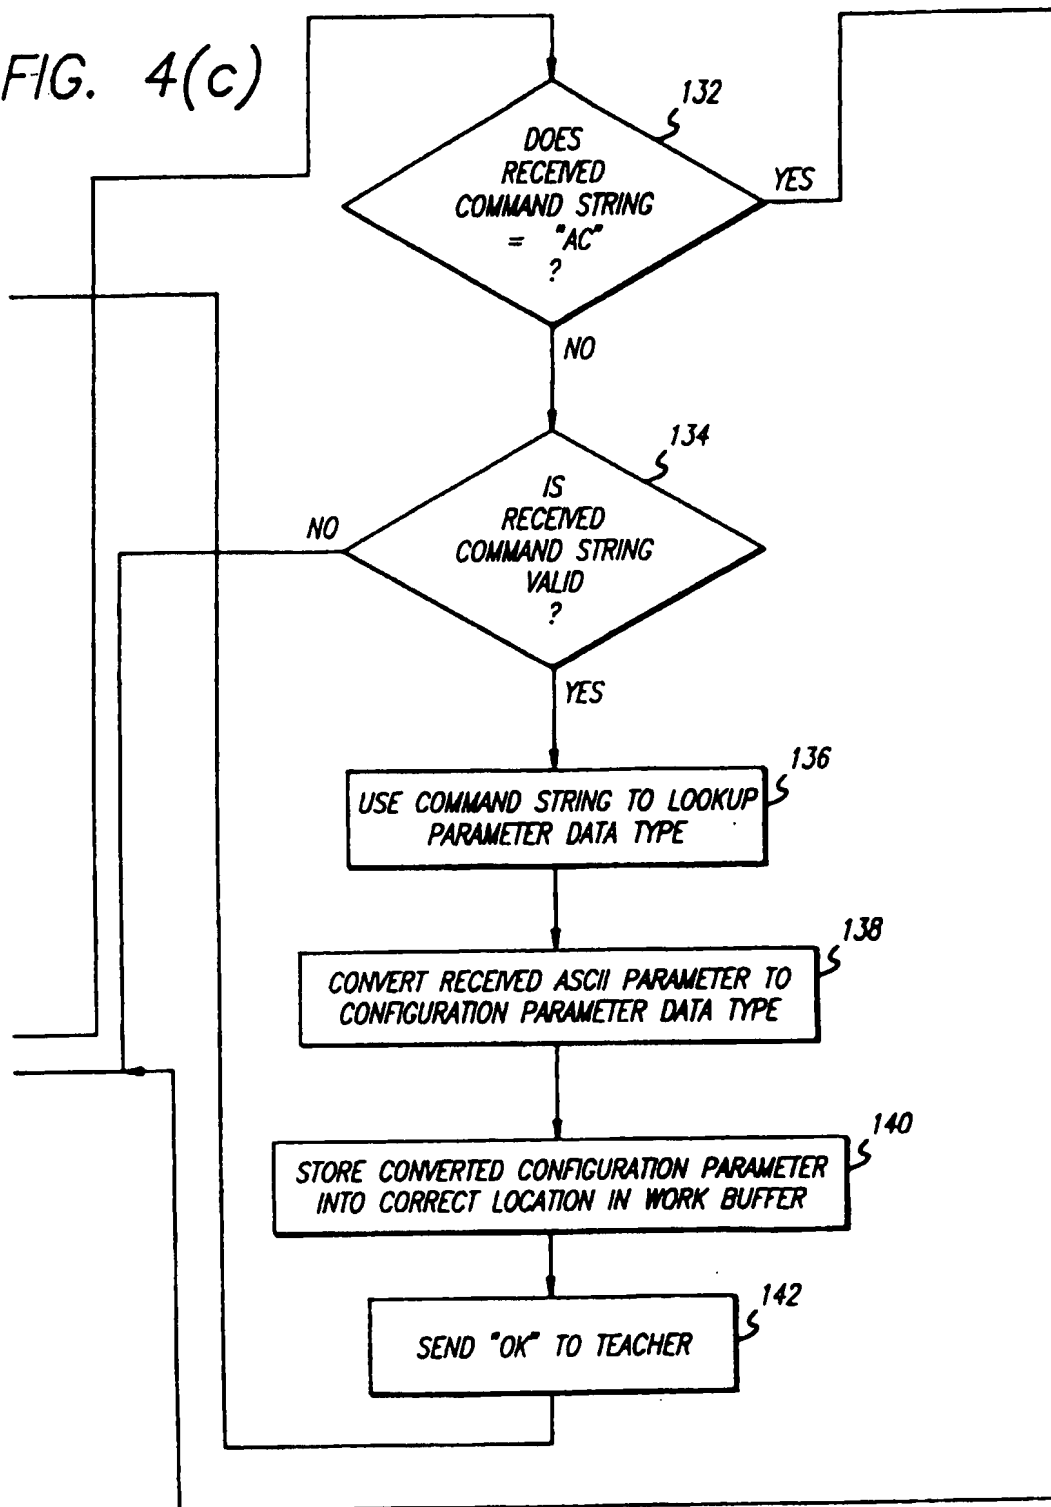 FIG. 4(c)
132
DOES
RECEIVED
COMMAND STRING
= "AC"
?
YES
NO
134
IS
RECEIVED
COMMAND STRING
VALID
?
NO
YES
136
USE COMMAND STRING TO LOOKUP
PARAMETER DATA TYPE
138
CONVERT RECEIVED ASCII PARAMETER TO
CONFIGURATION PARAMETER DATA TYPE
140
STORE CONVERTED CONFIGURATION PARAMETER
INTO CORRECT LOCATION IN WORK BUFFER
142
SEND "OK" TO TEACHER